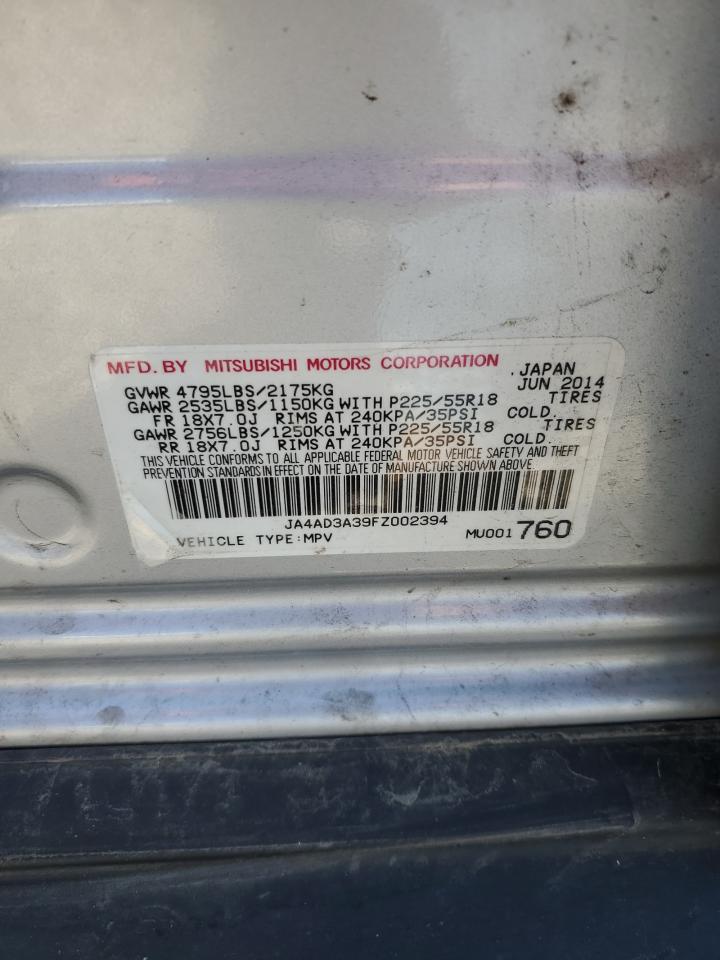 MFD. BY MITSUBISHI MOTORS CORPORATION . JAPAN
GVWR 4795LBS/2175KG JUN 2014
GAWR 2535LBS/1150KG WITH P225/55R18 TIRES
FR 18X7.0J RIMS AT 240KPA/35PSI COLD.
GAWR 2756LBS/1250KG WITH P225/55R18 TIRES
RR 18X7.0J RIMS AT 240KPA/35PSI COLD.
THIS VEHICLE CONFORMS TO ALL APPLICABLE FEDERAL MOTOR VEHICLE SAFETY AND THEFT
PREVENTION STANDARDS IN EFFECT ON THE DATE OF MANUFACTURE SHOWN ABOVE.
JA4AD3A39FZ002394
VEHICLE TYPE:MPV MU001 760